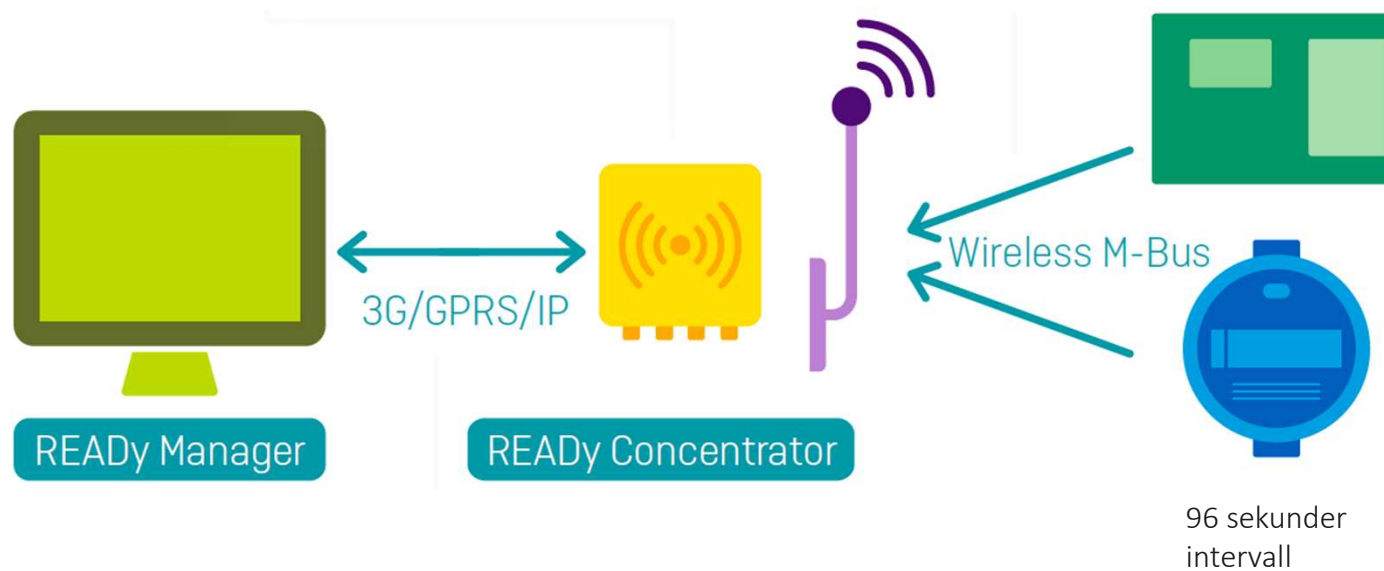 3G/GPRS/IP
Wireless M-Bus
READy Manager
READy Concentrator
96 sekunder
intervall